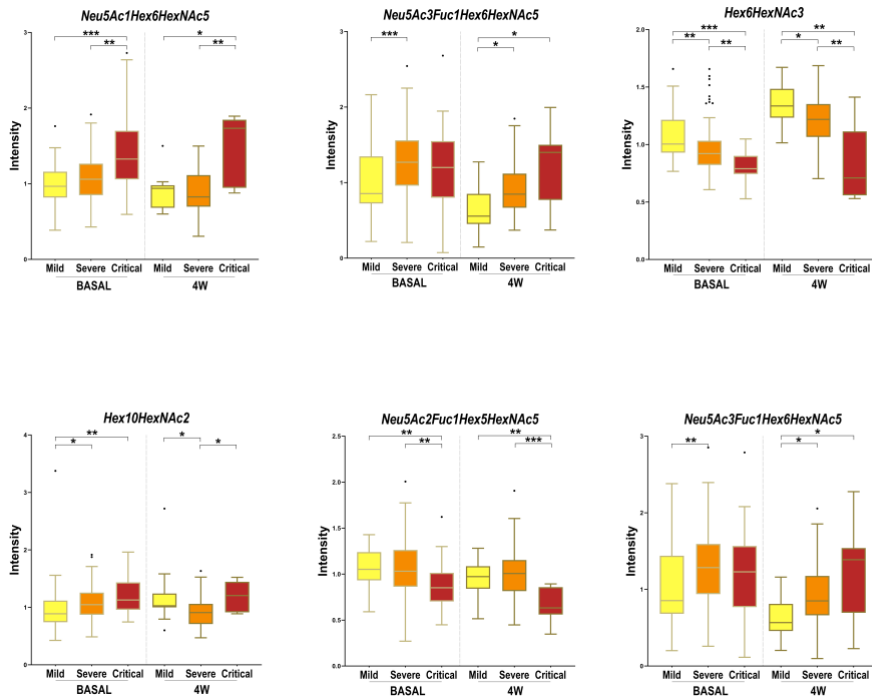 Neu5Ac1Hex6HexNAc5
Intensity
3
2
1
0
***
**
*
**
Mild Severe Critical Mild Severe Critical
BASAL 4W
Neu5Ac3Fuc1Hex6HexNAc5
Intensity
3
2
1
0
***
*
*
Mild Severe Critical Mild Severe Critical
BASAL 4W
Hex6HexNAc3
Intensity
2.0
1.5
1.0
0.5
0.0
***
**
**
**
*
**
Mild Severe Critical Mild Severe Critical
BASAL 4W
Hex10HexNAc2
Intensity
4
3
2
1
0
**
*
*
*
Mild Severe Critical Mild Severe Critical
BASAL 4W
Neu5Ac2Fuc1Hex5HexNAc5
Intensity
2.5
2.0
1.5
1.0
0.5
0.0
**
**
**
***
Mild Severe Critical Mild Severe Critical
BASAL 4W
Neu5Ac3Fuc1Hex6HexNAc5
Intensity
3
2
1
0
**
*
*
Mild Severe Critical Mild Severe Critical
BASAL 4W